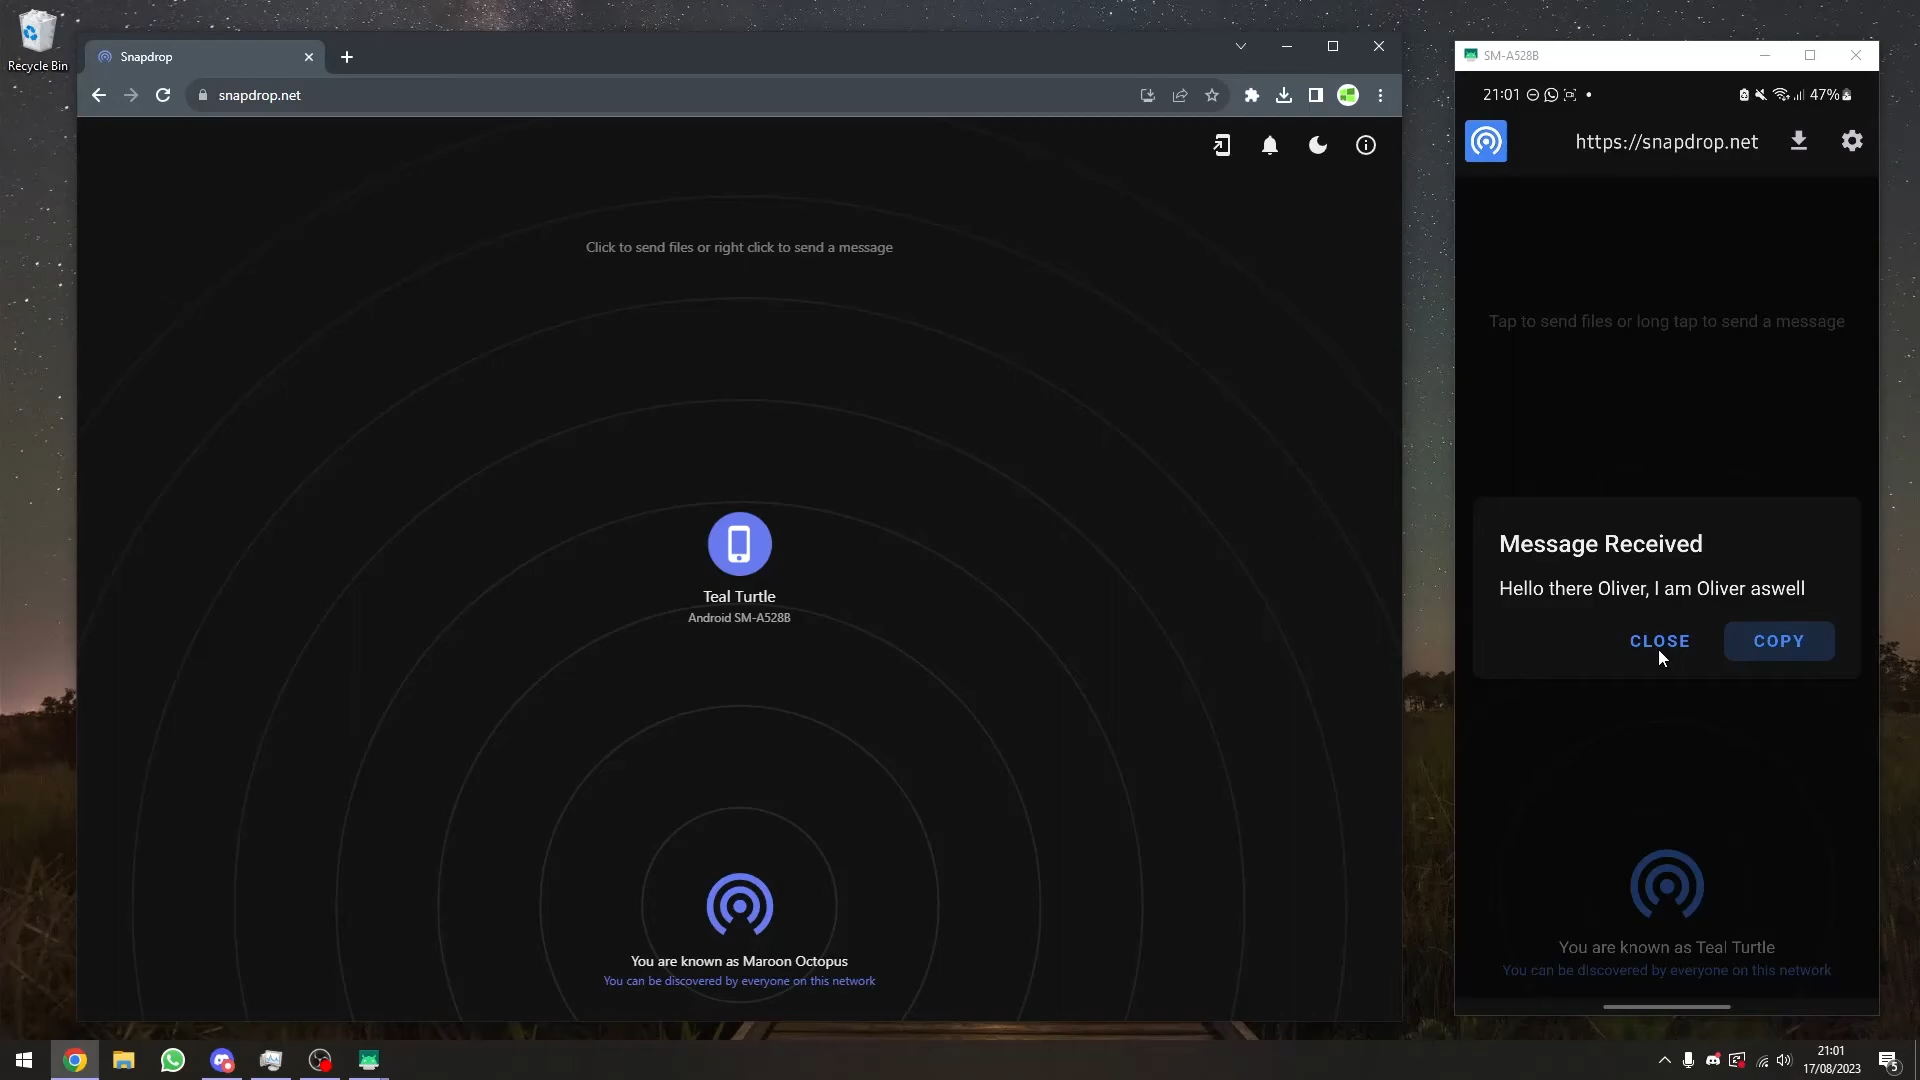 Recycle Bin
Snapdrop
snapdrop.net
Click to send files or right click to send a message
Teal Turtle
Android SM-A528B
You are known as Maroon Octopus
You can be discovered by everyone on this network
SM-A528B
21:01
47%
https://snapdrop.net
Tap to send files or long tap to send a message
Message Received
Hello there Oliver, I am Oliver aswell
CLOSE
COPY
You are known as Teal Turtle
You can be discovered by everyone on this network
21:01
17/08/2023
5